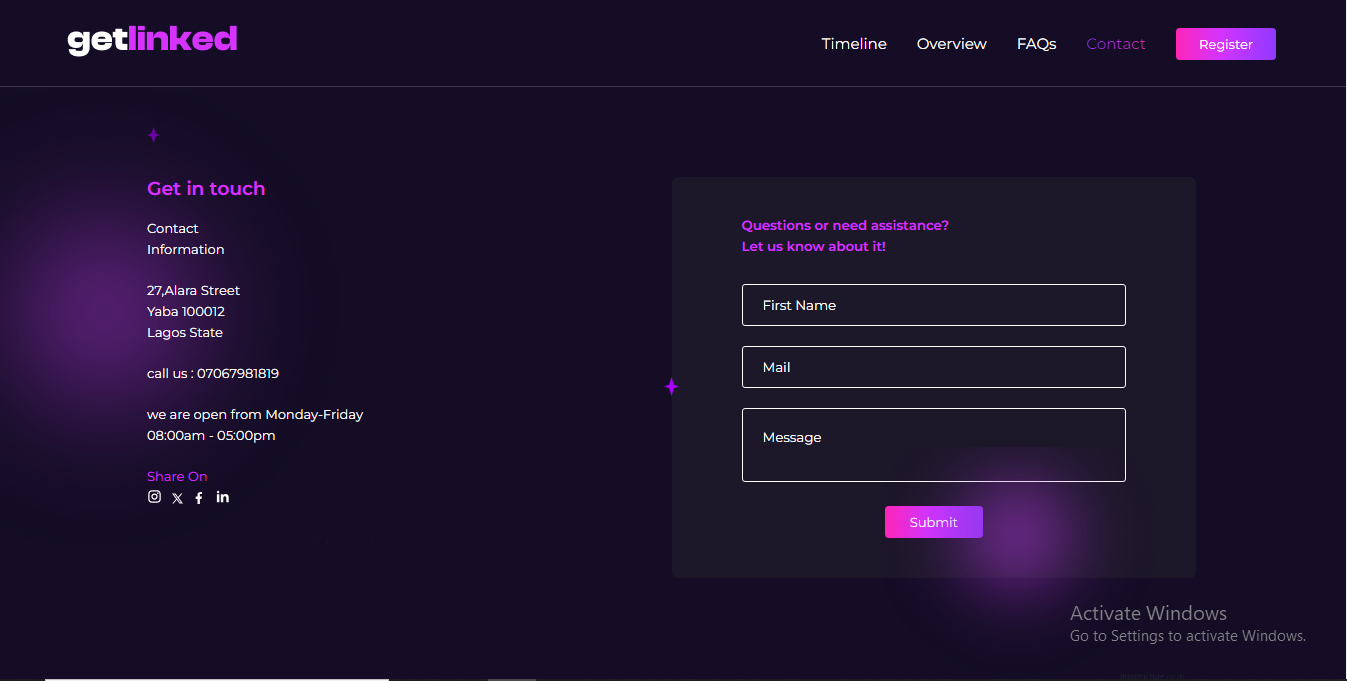 getlinked
Timeline Overview FAQs Contact Register
Get in touch
Contact
Information
27,Alara Street
Yaba 100012
Lagos State
call us : 07067981819
we are open from Monday-Friday
08:00am - 05:00pm
Share On
Questions or need assistance?
Let us know about it!
First Name
Mail
Message
Submit
Activate Windows
Go to Settings to activate Windows.